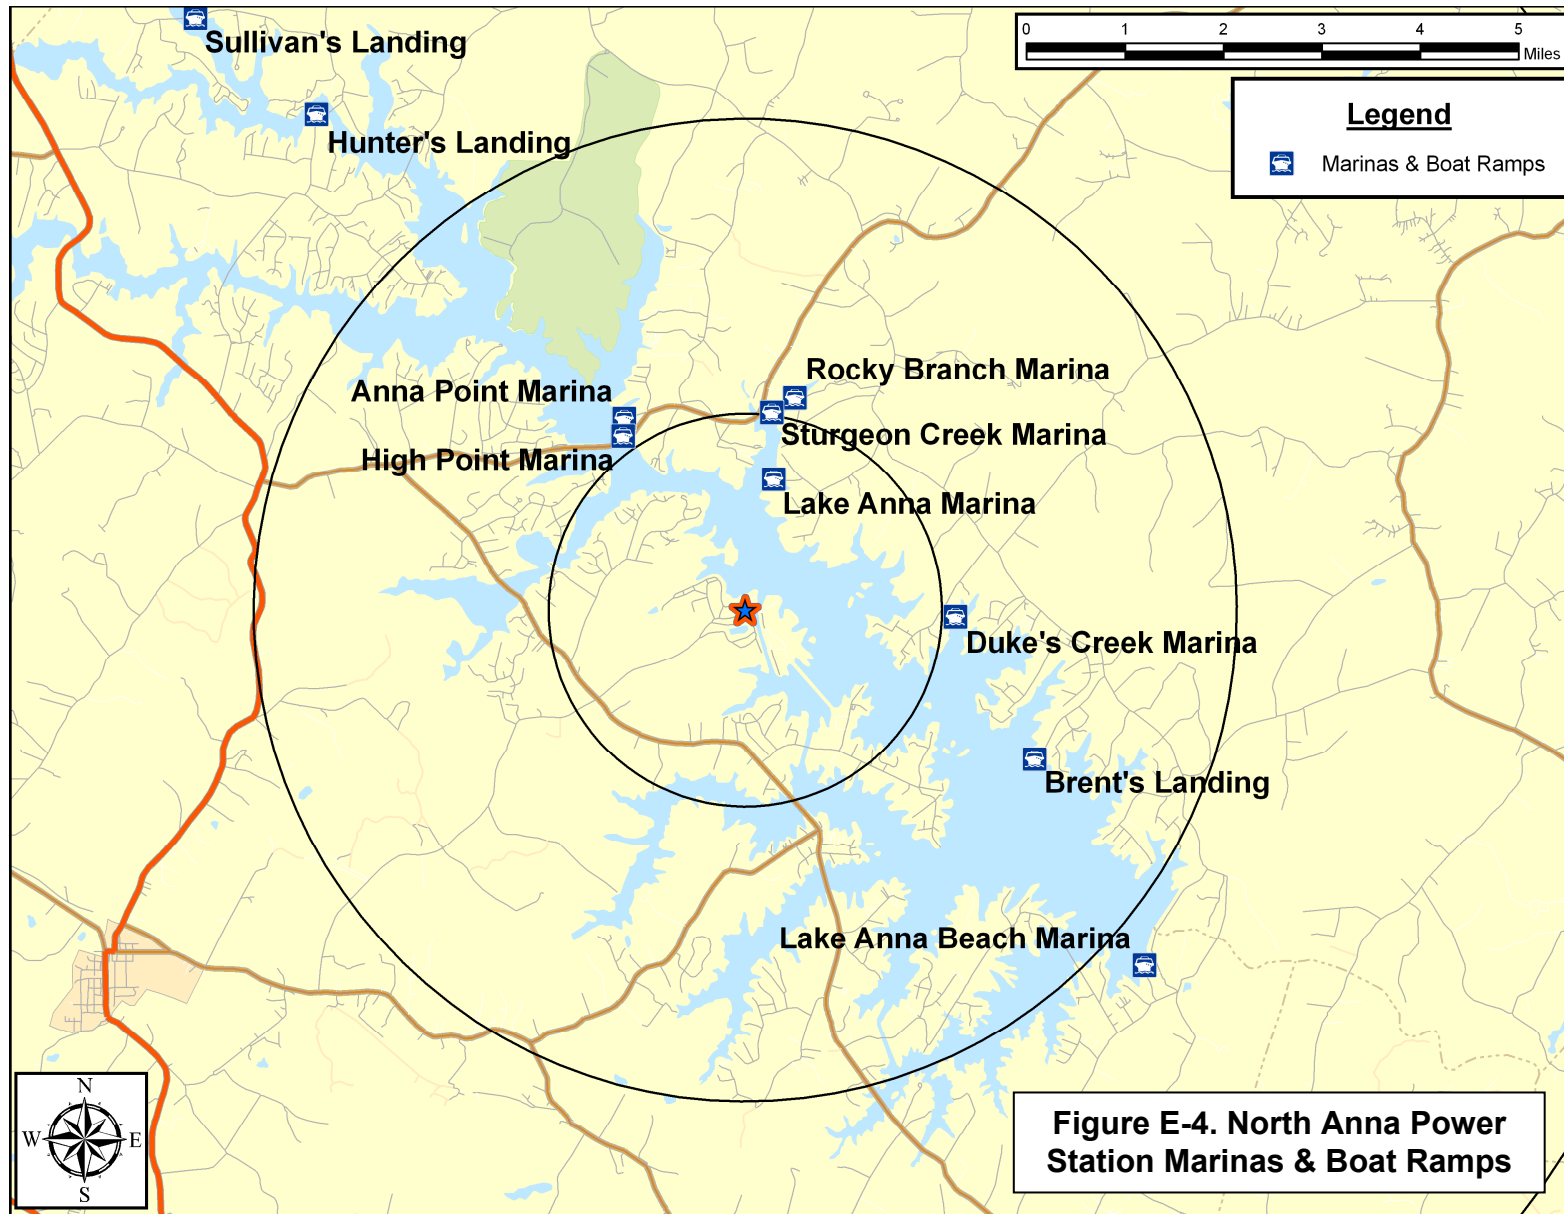 Sullivan's Landing
0 1 2 3 4 5
Miles
Legend
Marinas & Boat Ramps
Hunter's Landing
Rocky Branch Marina
Anna Point Marina
Sturgeon Creek Marina
High Point Marina
Lake Anna Marina
Duke's Creek Marina
Brent's Landing
Lake Anna Beach Marina
N
W E
S
Figure E-4. North Anna Power
Station Marinas & Boat Ramps